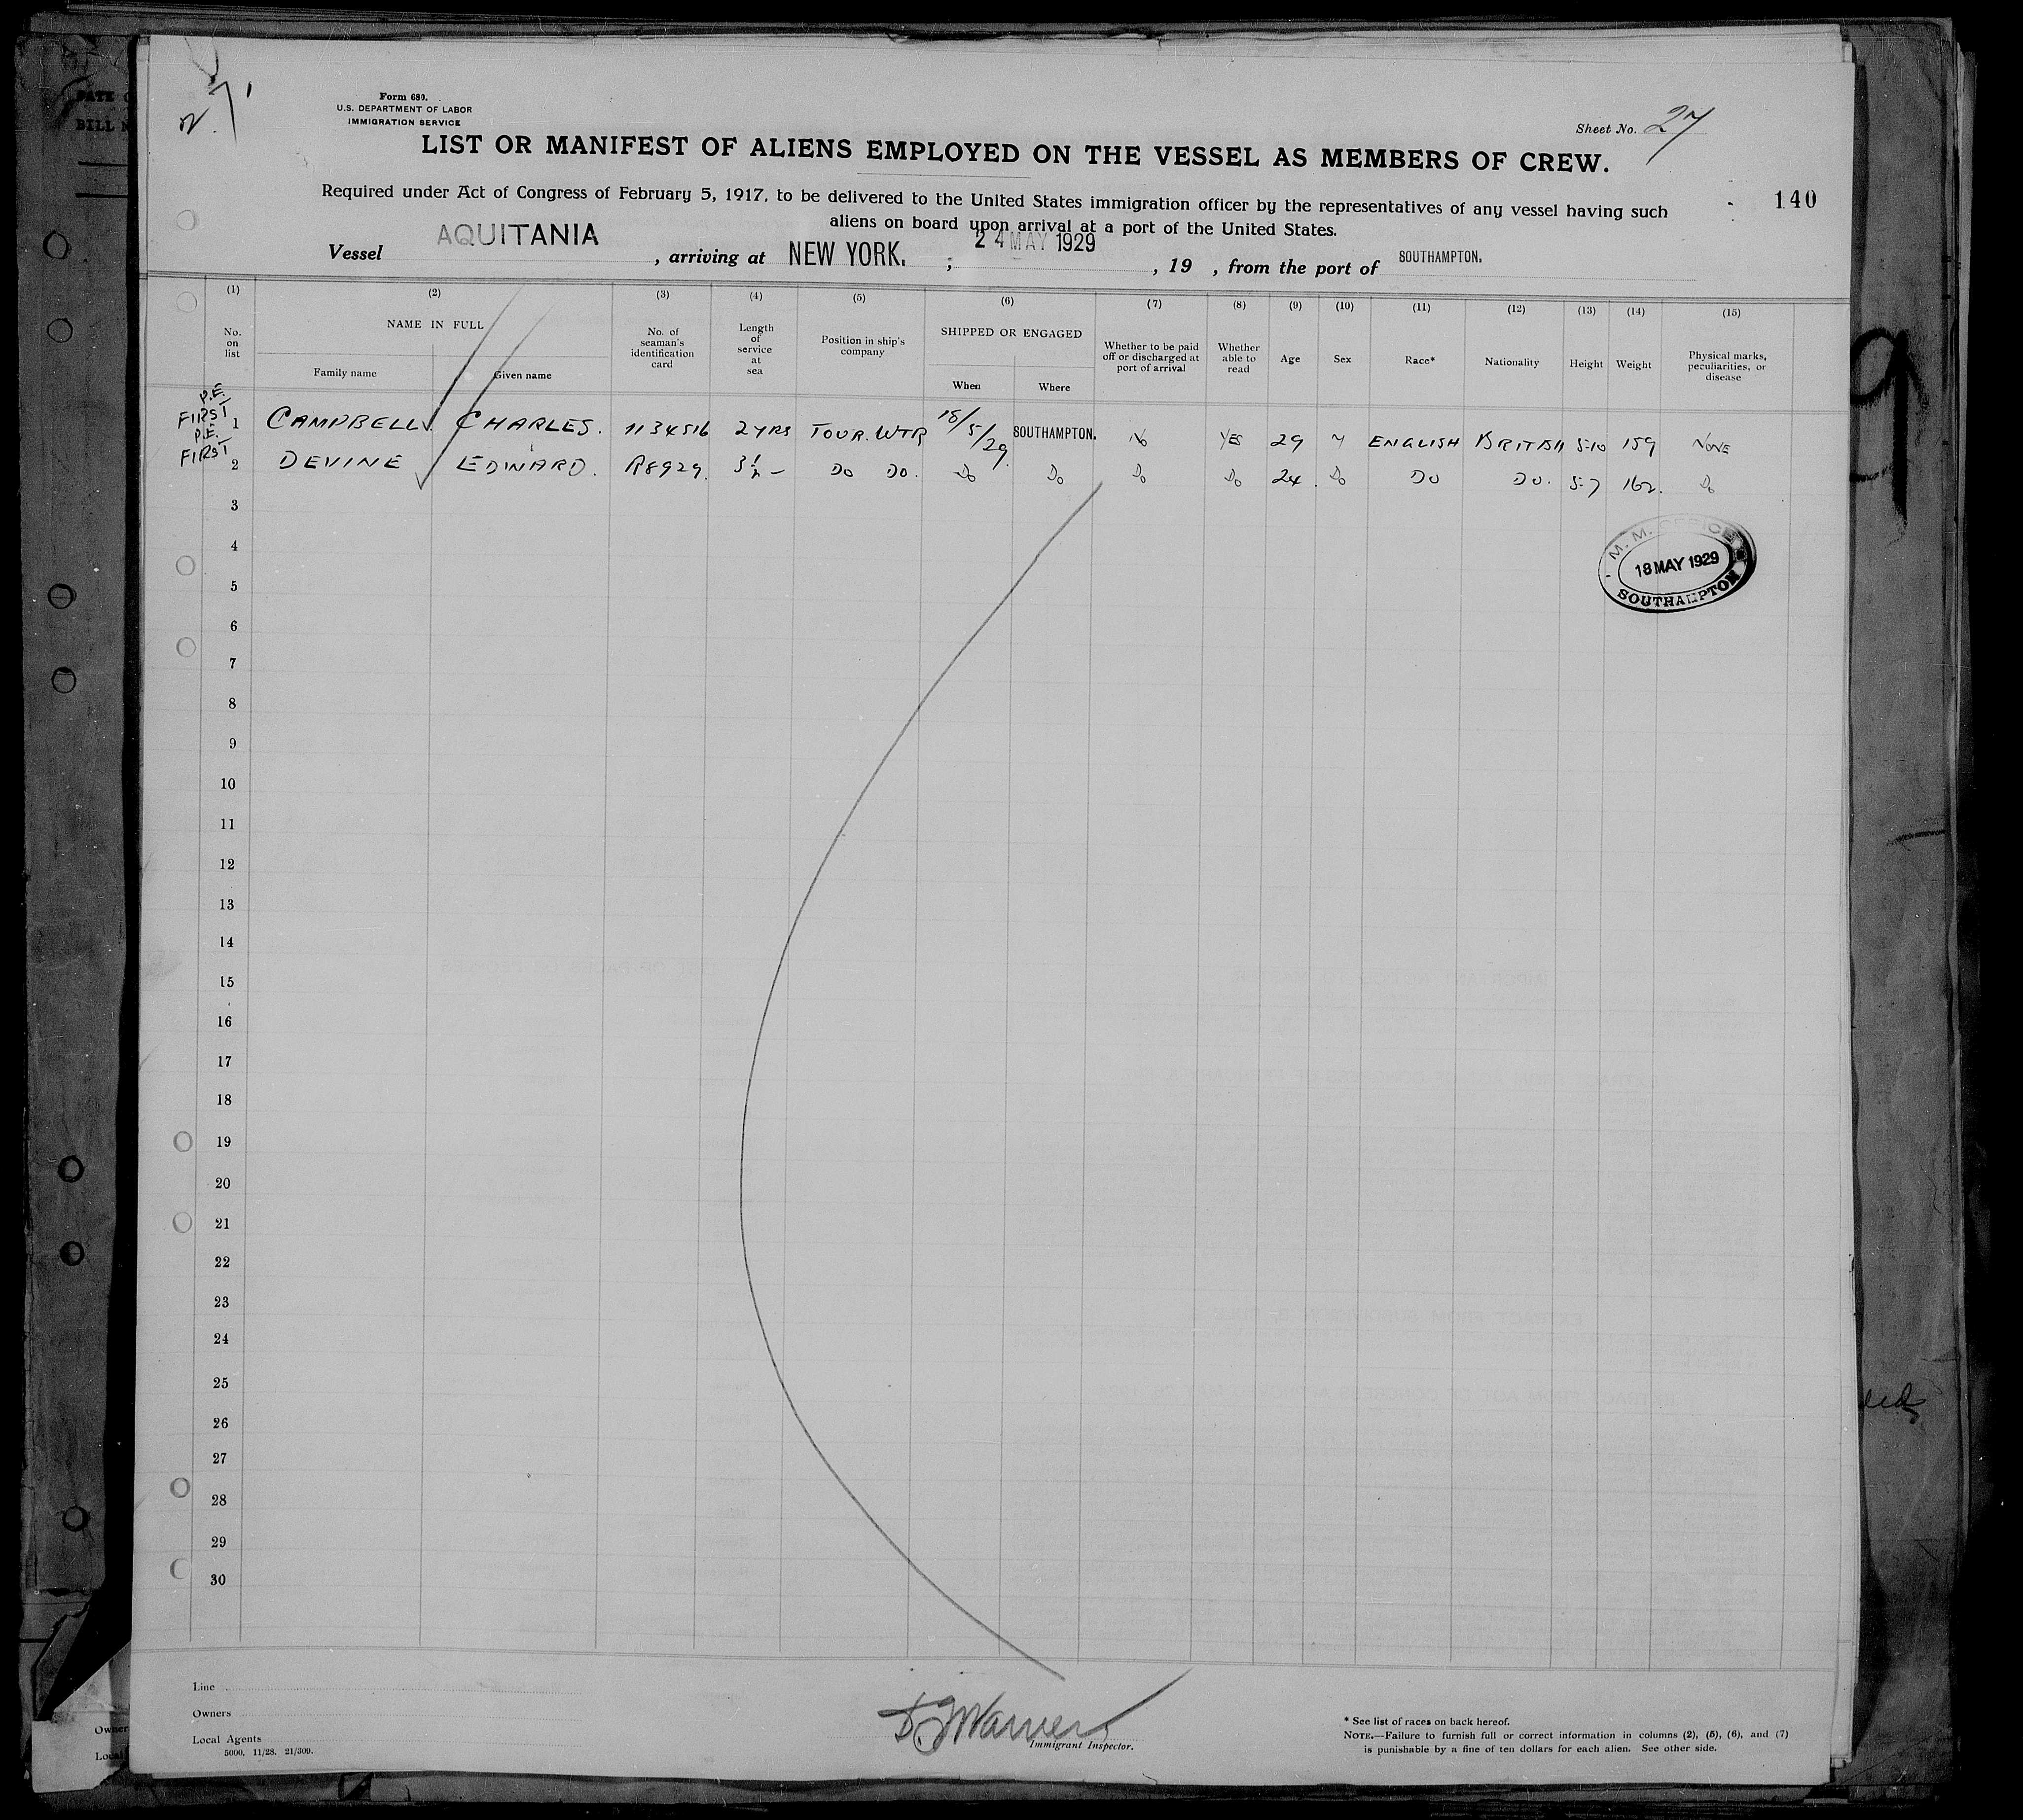 Form 680.
U.S. DEPARTMENT OF LABOR
IMMIGRATION SERVICE
Sheet No. 27
LIST OR MANIFEST OF ALIENS EMPLOYED ON THE VESSEL AS MEMBERS OF CREW.
140
Required under Act of Congress of February 5, 1917, to be delivered to the United States immigration officer by the representatives of any vessel having such
aliens on board upon arrival at a port of the United States.
Vessel AQUITANIA, arriving at NEW YORK. ; 24 MAY 1929, 19 , from the port of SOUTHAMPTON.
(1) (2) (3) (4) (5) (6) (7) (8) (9) (10) (11) (12) (13) (14) (15)
No. on list
NAME IN FULL
Family name
Given name
No. of seaman's identification card
Length of service at sea
Position in ship's company
SHIPPED OR ENGAGED
When
Where
Whether to be paid off or discharged at port of arrival
Whether able to read
Age
Sex
Race*
Nationality
Height
Weight
Physical marks, peculiarities, or disease
P.E. FIRST 1 CAMPBELL CHARLES. 1134516 2 YRS TOUR. WTR 18/5/29 SOUTHAMPTON. No YES 29 M ENGLISH BRITISH 5-10 159 NONE
P.E. FIRST 2 DEVINE EDWARD. R8929. 3½ - DO DO. Do Do Do Do 24. Do DO DO. 5-7 162. Do
M. M. OFFICE
18 MAY 1929
SOUTHAMPTON
3
4
5
6
7
8
9
10
11
12
13
14
15
16
17
18
19
20
21
22
23
24
25
26
27
28
29
30
Line
Owners
Local Agents
5000. 11/28. 21/309.
Immigrant Inspector.
* See list of races on back hereof.
NOTE.—Failure to furnish full or correct information in columns (2), (5), (6), and (7)
is punishable by a fine of ten dollars for each alien. See other side.